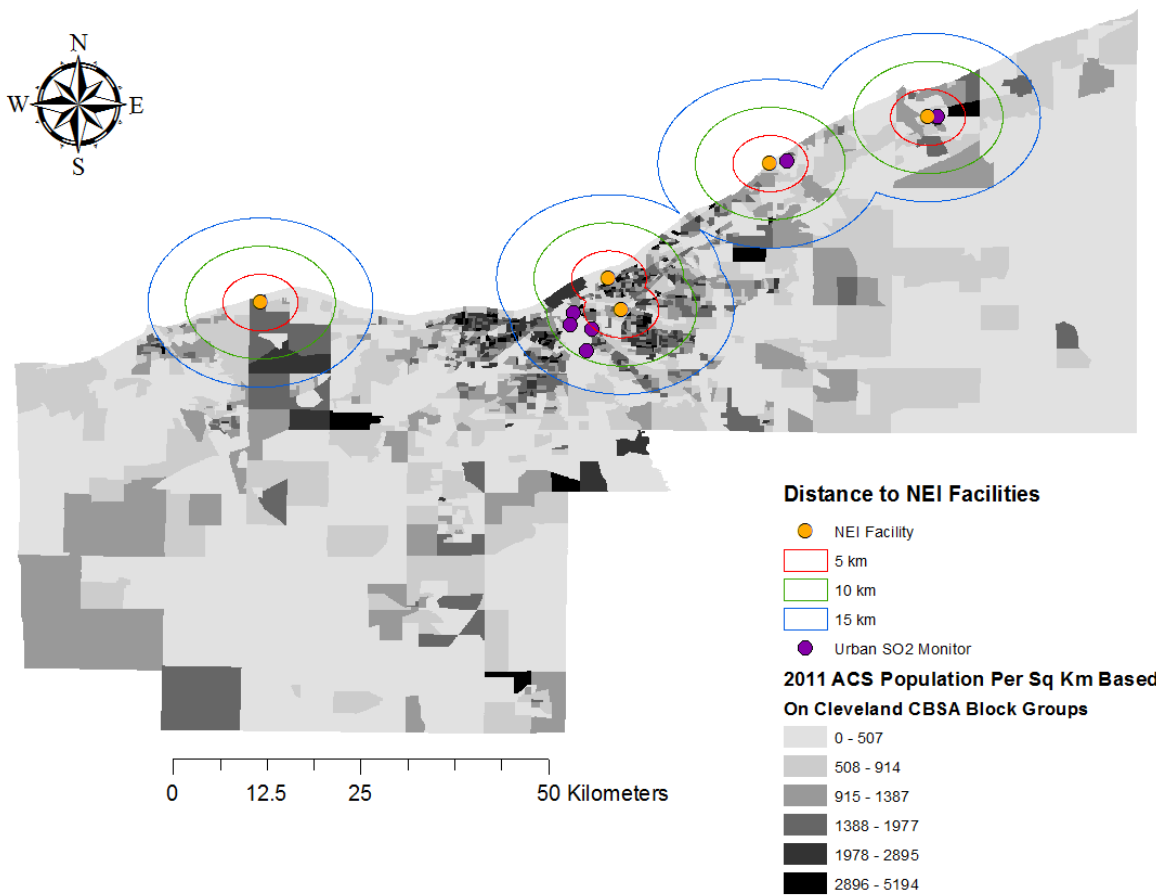 N
W E
S
Distance to NEI Facilities
NEI Facility
5 km
10 km
15 km
Urban SO2 Monitor
2011 ACS Population Per Sq Km Based
On Cleveland CBSA Block Groups
0 - 507
508 - 914
915 - 1387
1388 - 1977
1978 - 2895
2896 - 5194
0 12.5 25 50 Kilometers